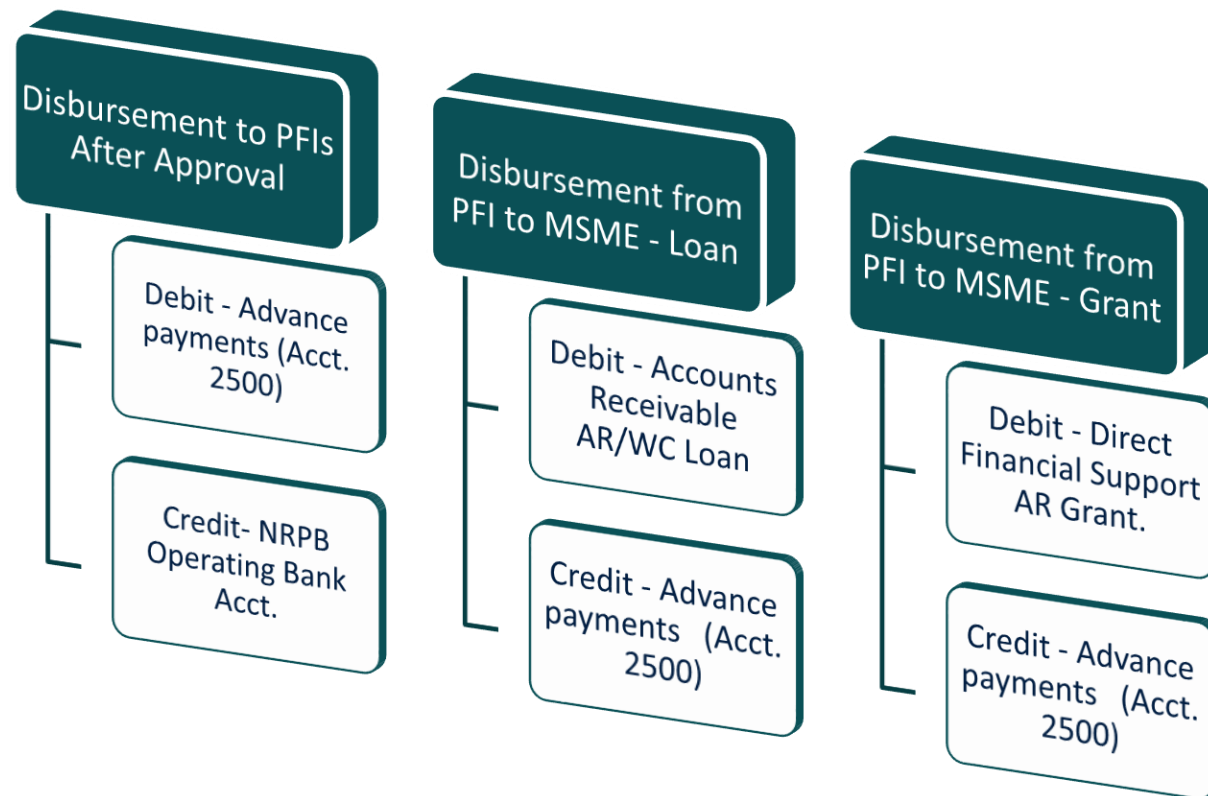 Disbursement to PFIs
After Approval
Debit - Advance
payments (Acct.
2500)
Credit- NRPB
Operating Bank
Acct.
Disbursement from
PFI to MSME - Loan
Debit - Accounts
Receivable
AR/WC Loan
Credit - Advance
payments (Acct.
2500)
Disbursement from
PFI to MSME - Grant
Debit - Direct
Financial Support
AR Grant.
Credit - Advance
payments (Acct.
2500)